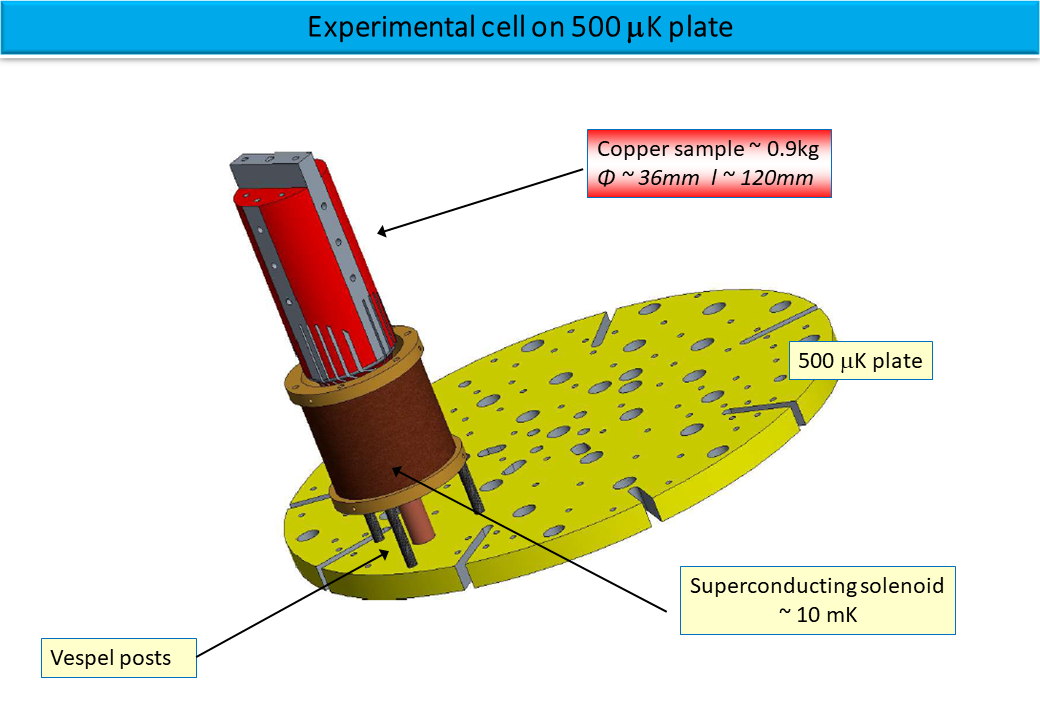 Experimental cell on 500 μK plate
Copper sample ~ 0.9kg
Φ ~ 36mm l ~ 120mm
500 μK plate
Superconducting solenoid
~ 10 mK
Vespel posts